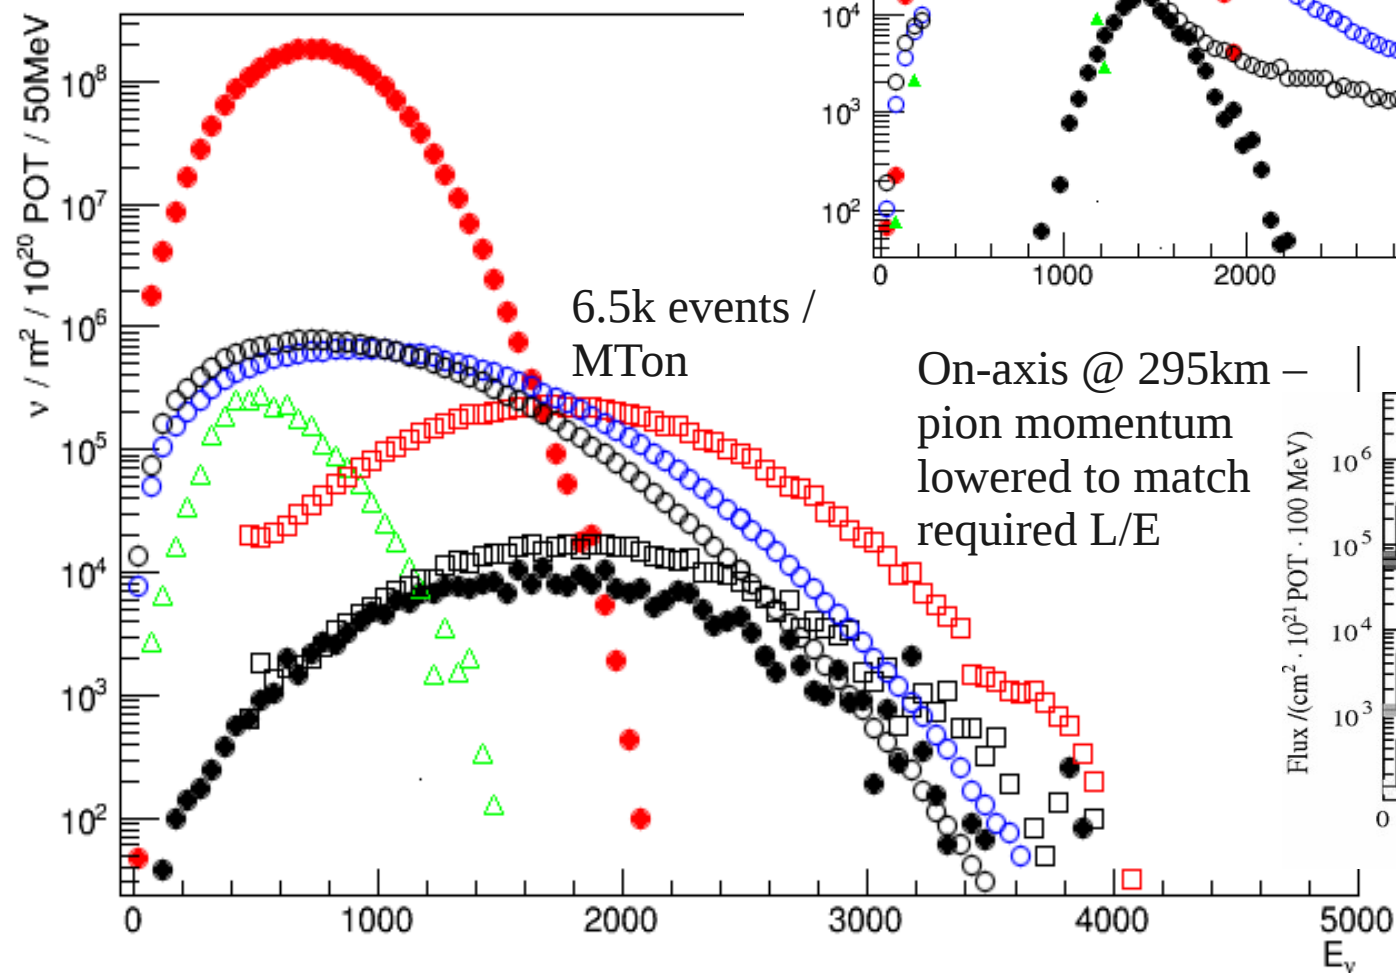 ν / m² / 10²⁰ POT / 50MeV
10⁸
10⁷
10⁶
10⁵
10⁴
10³
10²
0 1000 2000 3000 4000 5000
Eᵥ
6.5k events /
MTon
10⁴
10³
10²
0 1000 2000
On-axis @ 295km –
pion momentum
lowered to match
required L/E
Flux /(cm² · 10²¹ POT · 100 MeV)
10⁶
10⁵
10⁴
10³
0